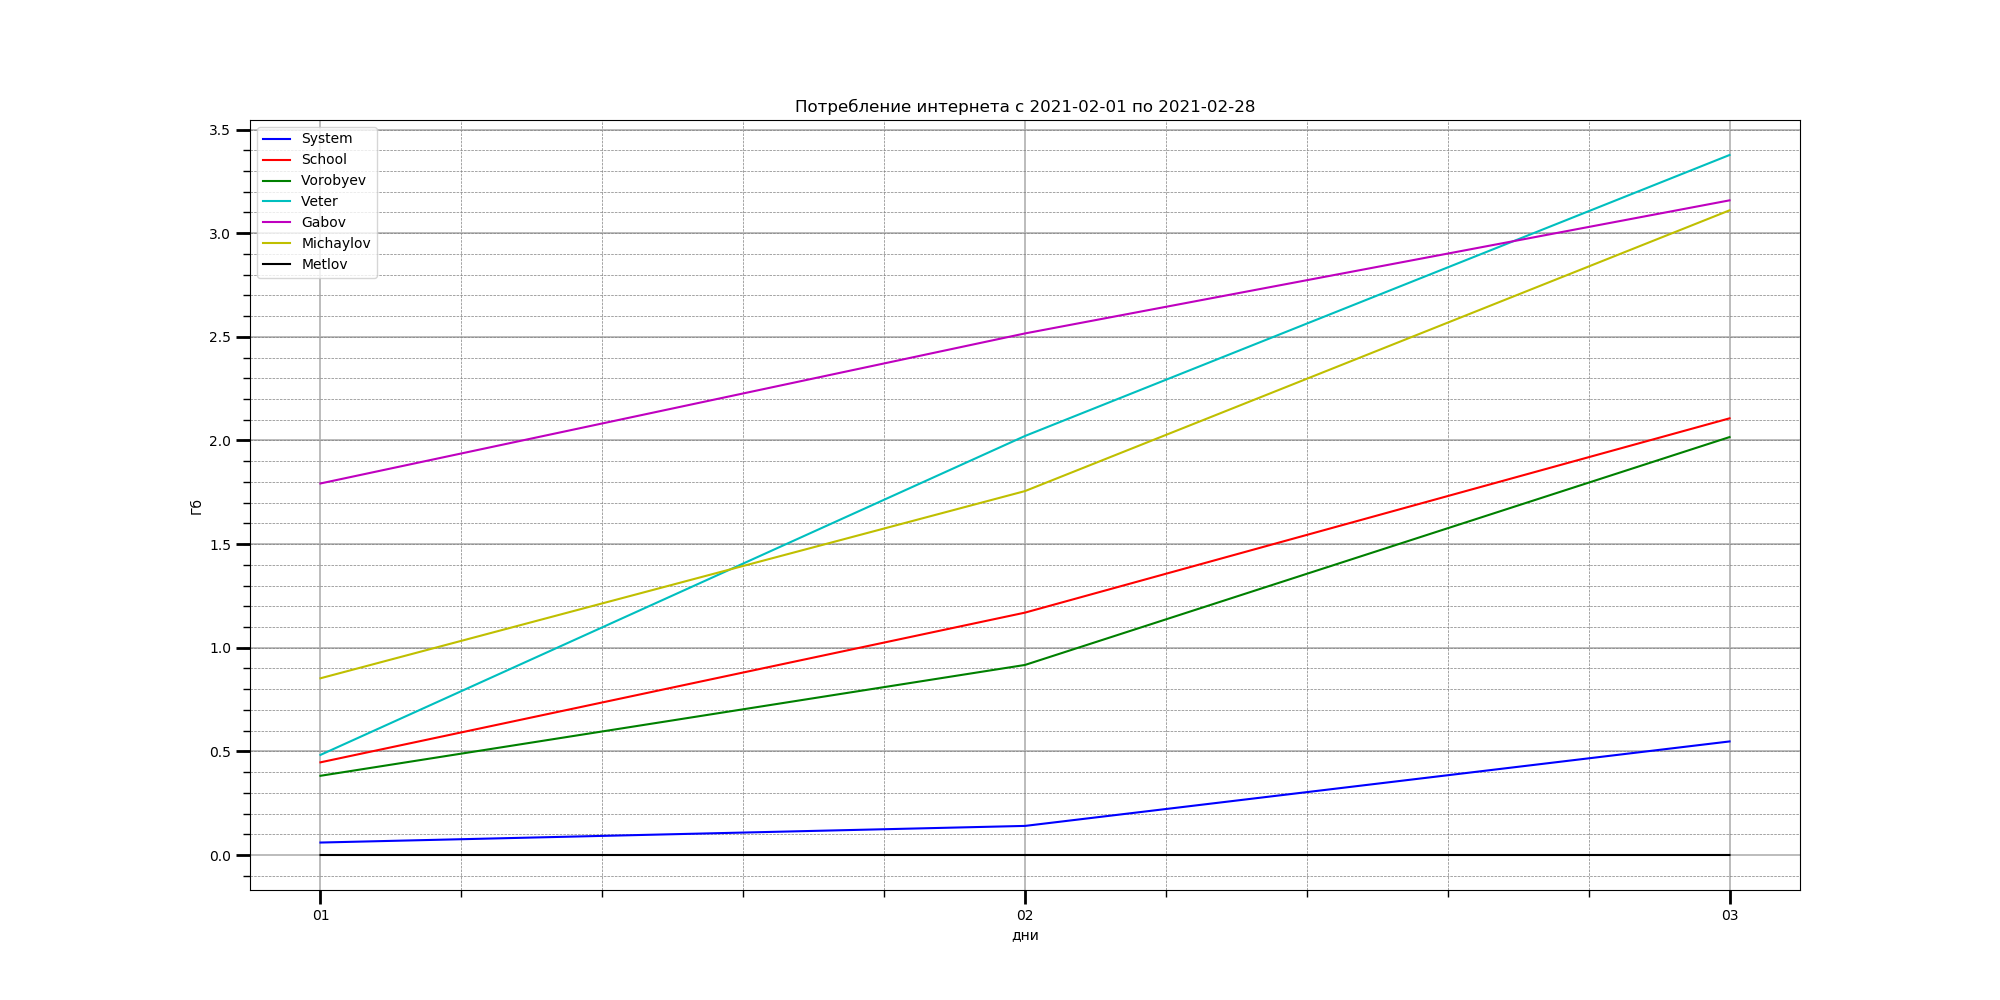 Потребление интернета с 2021-02-01 по 2021-02-28
System
School
Vorobyev
Veter
Gabov
Michaylov
Metlov
3.5
3.0
2.5
2.0
1.5
1.0
0.5
0.0
Гб
01 02 03
дни